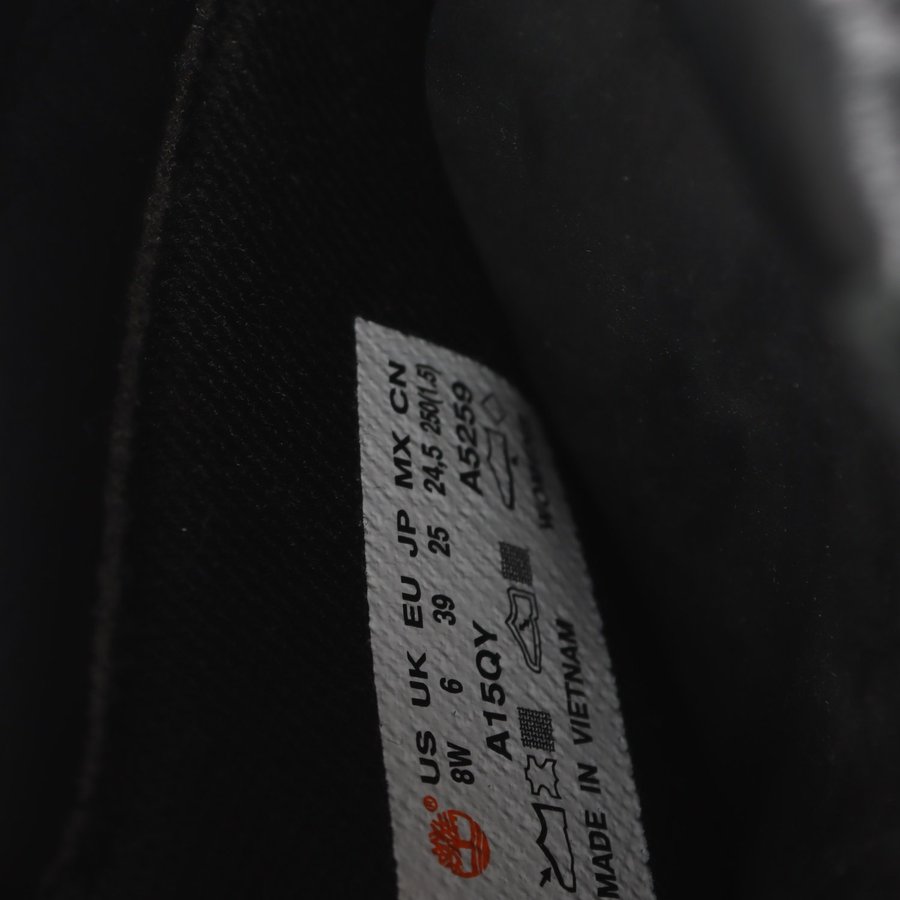 ® US UK EU JP MX CN
8W 6 39 25 24,5 250(1.5)
A15QY A5259
MADE IN VIETNAM